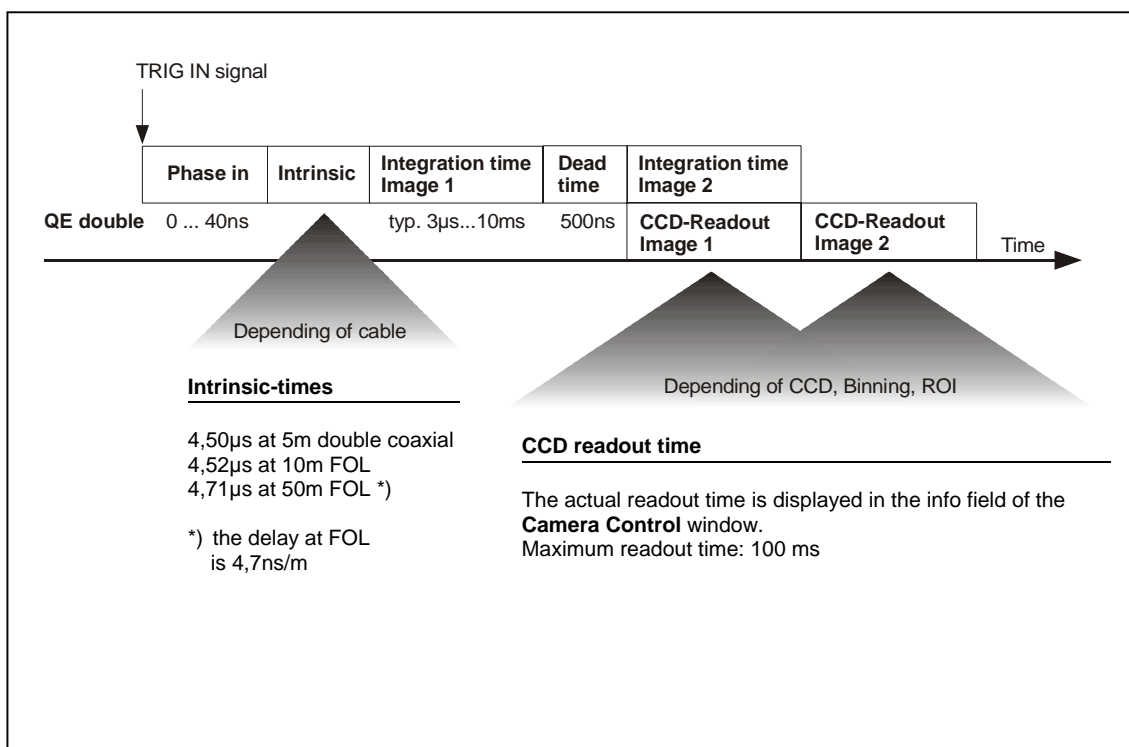 TRIG IN signal
Phase in
Intrinsic
Integration time
Image 1
Dead
time
Integration time
Image 2
QE double
0 ... 40ns
typ. 3µs...10ms
500ns
CCD-Readout
Image 1
CCD-Readout
Image 2
Time
Depending of cable
Depending of CCD, Binning, ROI
Intrinsic-times
4,50µs at 5m double coaxial
4,52µs at 10m FOL
4,71µs at 50m FOL *)
*) the delay at FOL
is 4,7ns/m
CCD readout time
The actual readout time is displayed in the info field of the
Camera Control window.
Maximum readout time: 100 ms